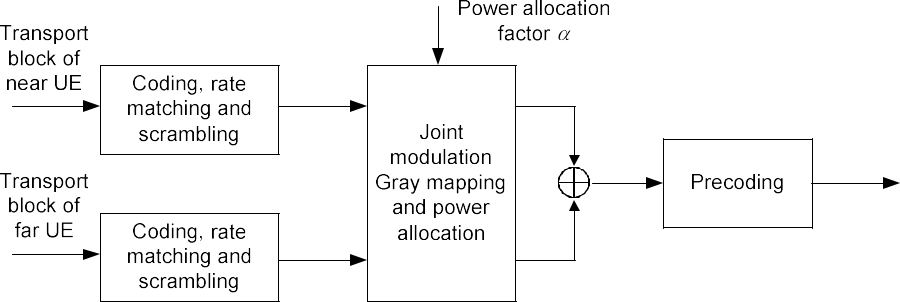 Power allocation
factor α
Transport
block of
near UE
Coding, rate
matching and
scrambling
Joint
modulation
Gray mapping
and power
allocation
Precoding
Transport
block of
far UE
Coding, rate
matching and
scrambling